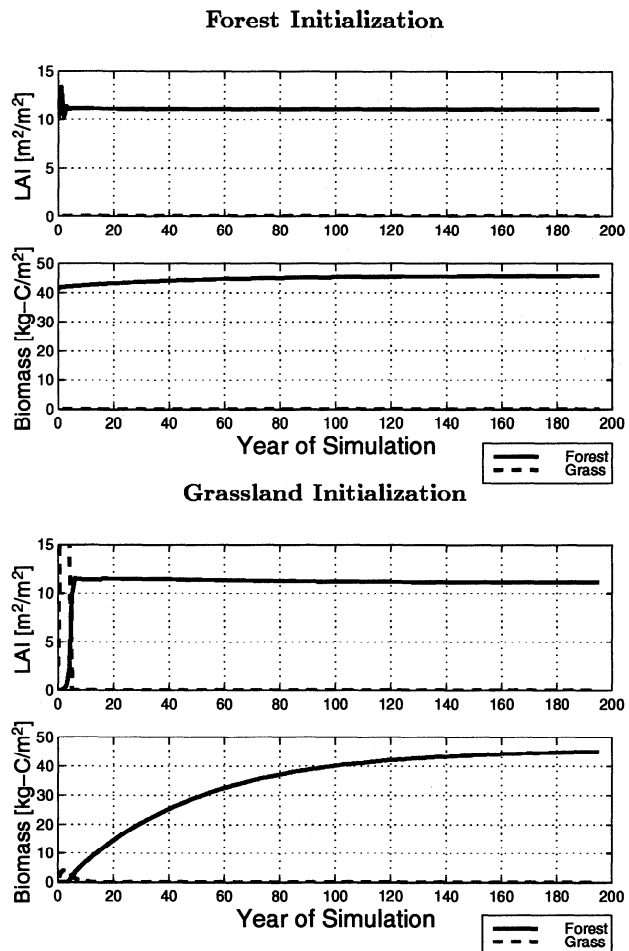 Forest Initialization
LAI [m²/m²]
15
10
5
0
0 20 40 60 80 100 120 140 160 180 200
Biomass [kg−C/m²]
50
40
30
20
10
0
0 20 40 60 80 100 120 140 160 180 200
Year of Simulation
Forest
Grass
Grassland Initialization
LAI [m²/m²]
15
10
5
0
0 20 40 60 80 100 120 140 160 180 200
Biomass [kg−C/m²]
50
40
30
20
10
0
0 20 40 60 80 100 120 140 160 180 200
Year of Simulation
Forest
Grass